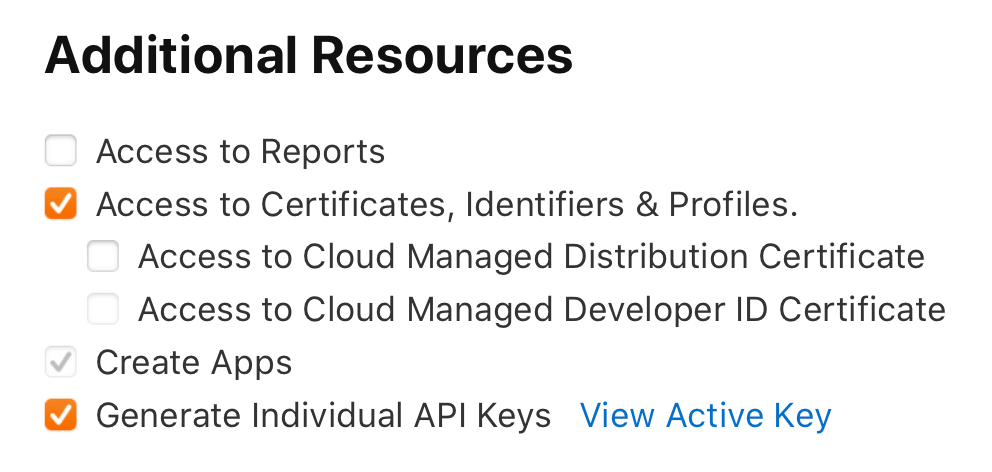 Additional Resources
Access to Reports
Access to Certificates, Identifiers & Profiles.
Access to Cloud Managed Distribution Certificate
Access to Cloud Managed Developer ID Certificate
Create Apps
Generate Individual API Keys View Active Key